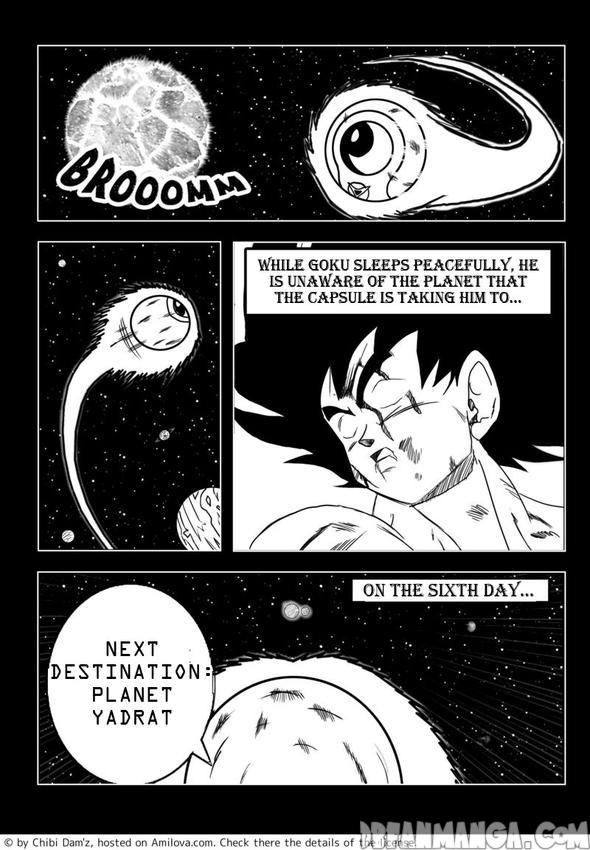 BROOOMM
WHILE GOKU SLEEPS PEACEFULLY, HE
IS UNAWARE OF THE PLANET THAT
THE CAPSULE IS TAKING HIM TO...
ON THE SIXTH DAY...
NEXT
DESTINATION:
PLANET
YADRAT
DREANMANGA.COM
© by Chibi Dam'z, hosted on Amilova.com. Check there the details of the license.